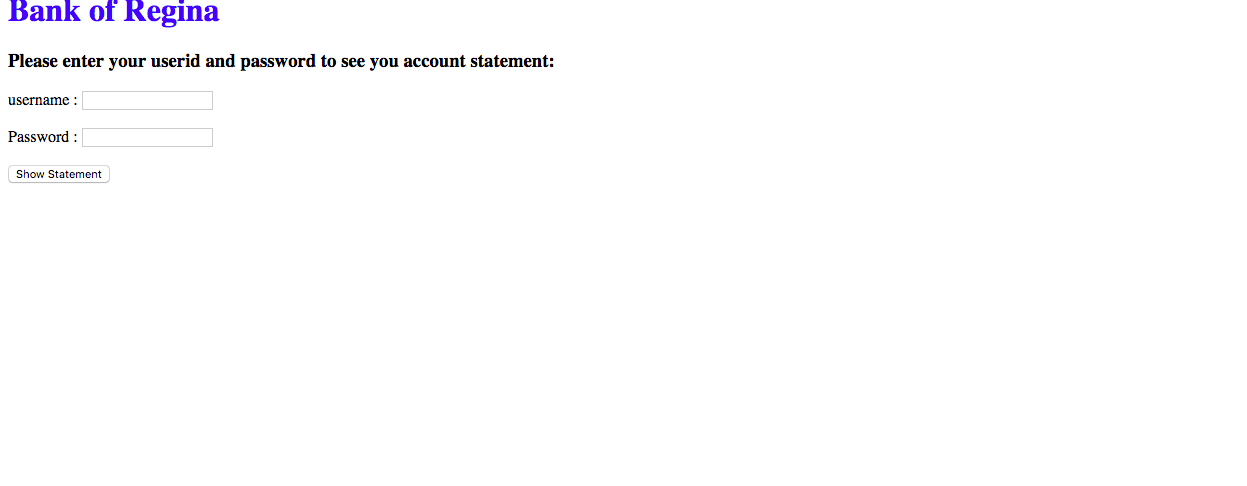 Bank of Regina
Please enter your userid and password to see you account statement:
username :
Password :
Show Statement